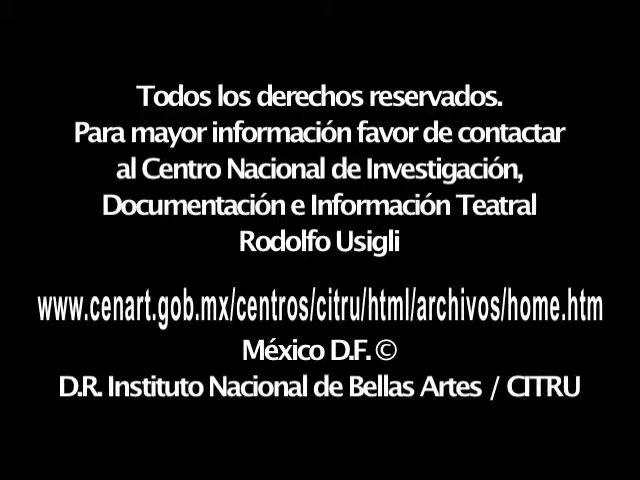 Todos los derechos reservados.
Para mayor información favor de contactar
al Centro Nacional de Investigación,
Documentación e Información Teatral
Rodolfo Usigli
www.cenart.gob.mx/centros/citru/html/archivos/home.htm
México D.F. ©
D.R. Instituto Nacional de Bellas Artes / CITRU